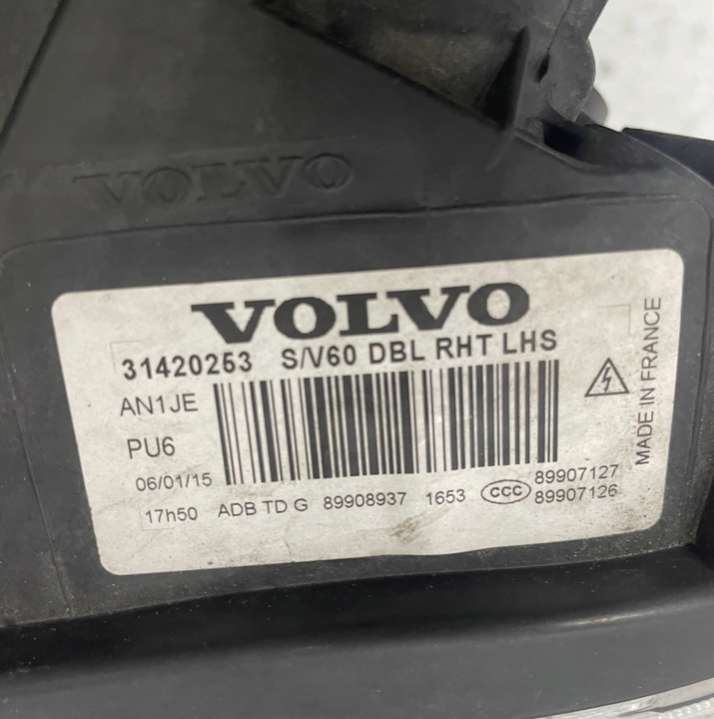 VOLVO
VOLVO
31420253 S/V60 DBL RHT LHS
AN1JE
PU6
06/01/15
17h50 ADB TD G 89908937 1653 CCC 89907127
89907126
MADE IN FRANCE